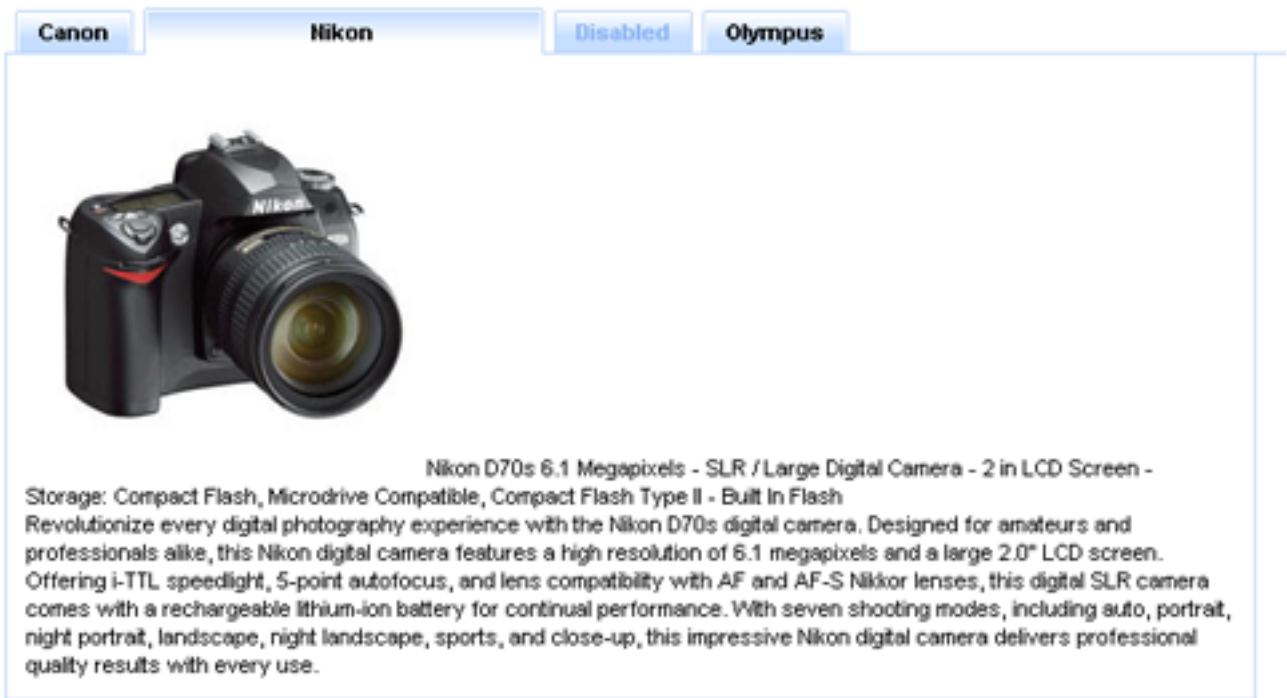 Canon
Nikon
Disabled
Olympus
Nikon
Nikon D70s 6.1 Megapixels - SLR / Large Digital Camera - 2 in LCD Screen -
Storage: Compact Flash, Microdrive Compatible, Compact Flash Type II - Built In Flash
Revolutionize every digital photography experience with the Nikon D70s digital camera. Designed for amateurs and
professionals alike, this Nikon digital camera features a high resolution of 6.1 megapixels and a large 2.0" LCD screen.
Offering i-TTL speedlight, 5-point autofocus, and lens compatibility with AF and AF-S Nikkor lenses, this digital SLR camera
comes with a rechargeable lithium-ion battery for continual performance. With seven shooting modes, including auto, portrait,
night portrait, landscape, night landscape, sports, and close-up, this impressive Nikon digital camera delivers professional
quality results with every use.